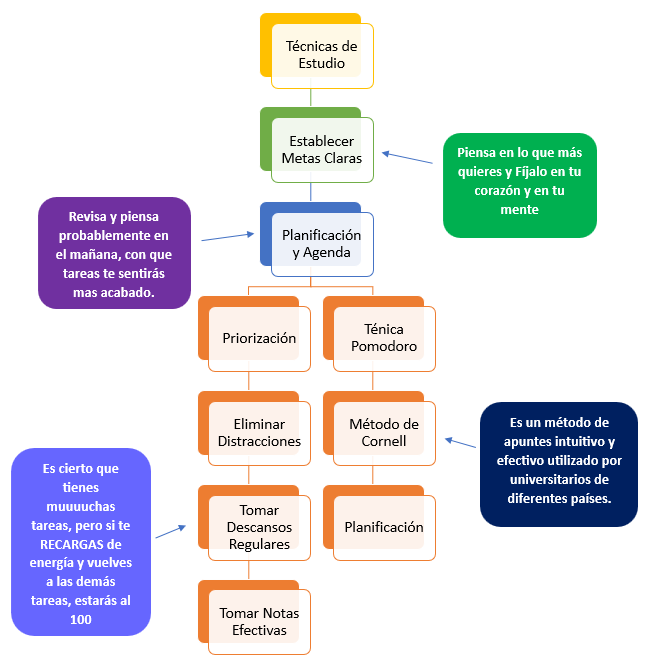 Técnicas de
Estudio
Establecer
Metas Claras
Piensa en lo que más
quieres y Fíjalo en tu
corazón y en tu
mente
Revisa y piensa
probablemente en
el mañana, con que
tareas te sentirás
mas acabado.
Planificación
y Agenda
Priorización
Ténica
Pomodoro
Eliminar
Distracciones
Método de
Cornell
Es un método de
apuntes intuitivo y
efectivo utilizado por
universitarios de
diferentes países.
Es cierto que
tienes
muuuuchas
tareas, pero si te
RECARGAS de
energía y vuelves
a las demás
tareas, estarás al
100
Tomar
Descansos
Regulares
Planificación
Tomar Notas
Efectivas